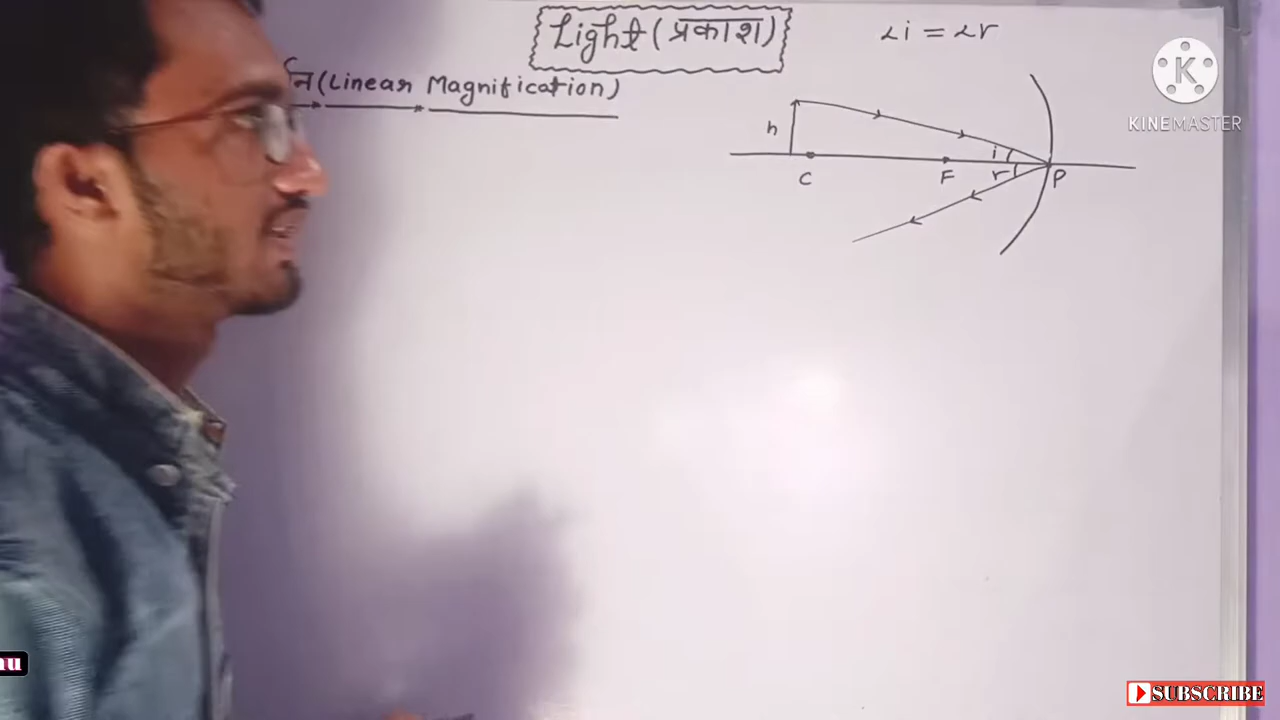 Light (प्रकाश)
∠i = ∠r
(Linear Magnification)
h
i
C
F
r
P
K
KINEMASTER
SUBSCRIBE